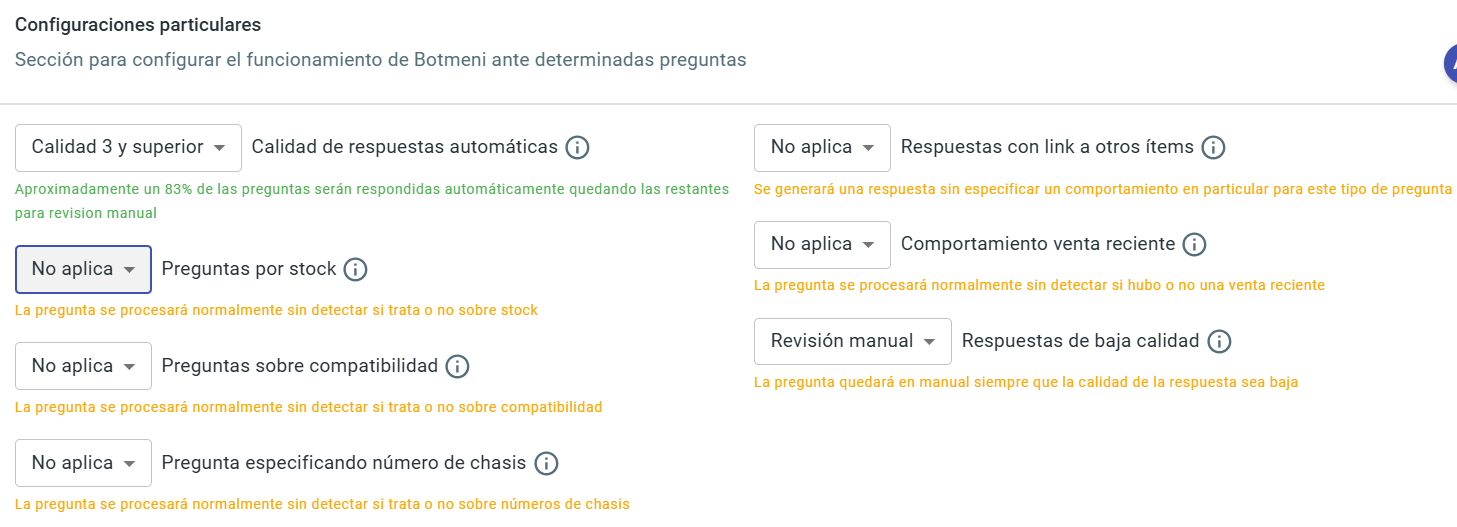 Configuraciones particulares
Sección para configurar el funcionamiento de Botmeni ante determinadas preguntas
Calidad 3 y superior Calidad de respuestas automáticas
Aproximadamente un 83% de las preguntas serán respondidas automáticamente quedando las restantes
para revision manual
No aplica Preguntas por stock
La pregunta se procesará normalmente sin detectar si trata o no sobre stock
No aplica Preguntas sobre compatibilidad
La pregunta se procesará normalmente sin detectar si trata o no sobre compatibilidad
No aplica Pregunta especificando número de chasis
La pregunta se procesará normalmente sin detectar si trata o no sobre números de chasis
No aplica Respuestas con link a otros ítems
Se generará una respuesta sin especificar un comportamiento en particular para este tipo de pregunta
No aplica Comportamiento venta reciente
La pregunta se procesará normalmente sin detectar si hubo o no una venta reciente
Revisión manual Respuestas de baja calidad
La pregunta quedará en manual siempre que la calidad de la respuesta sea baja